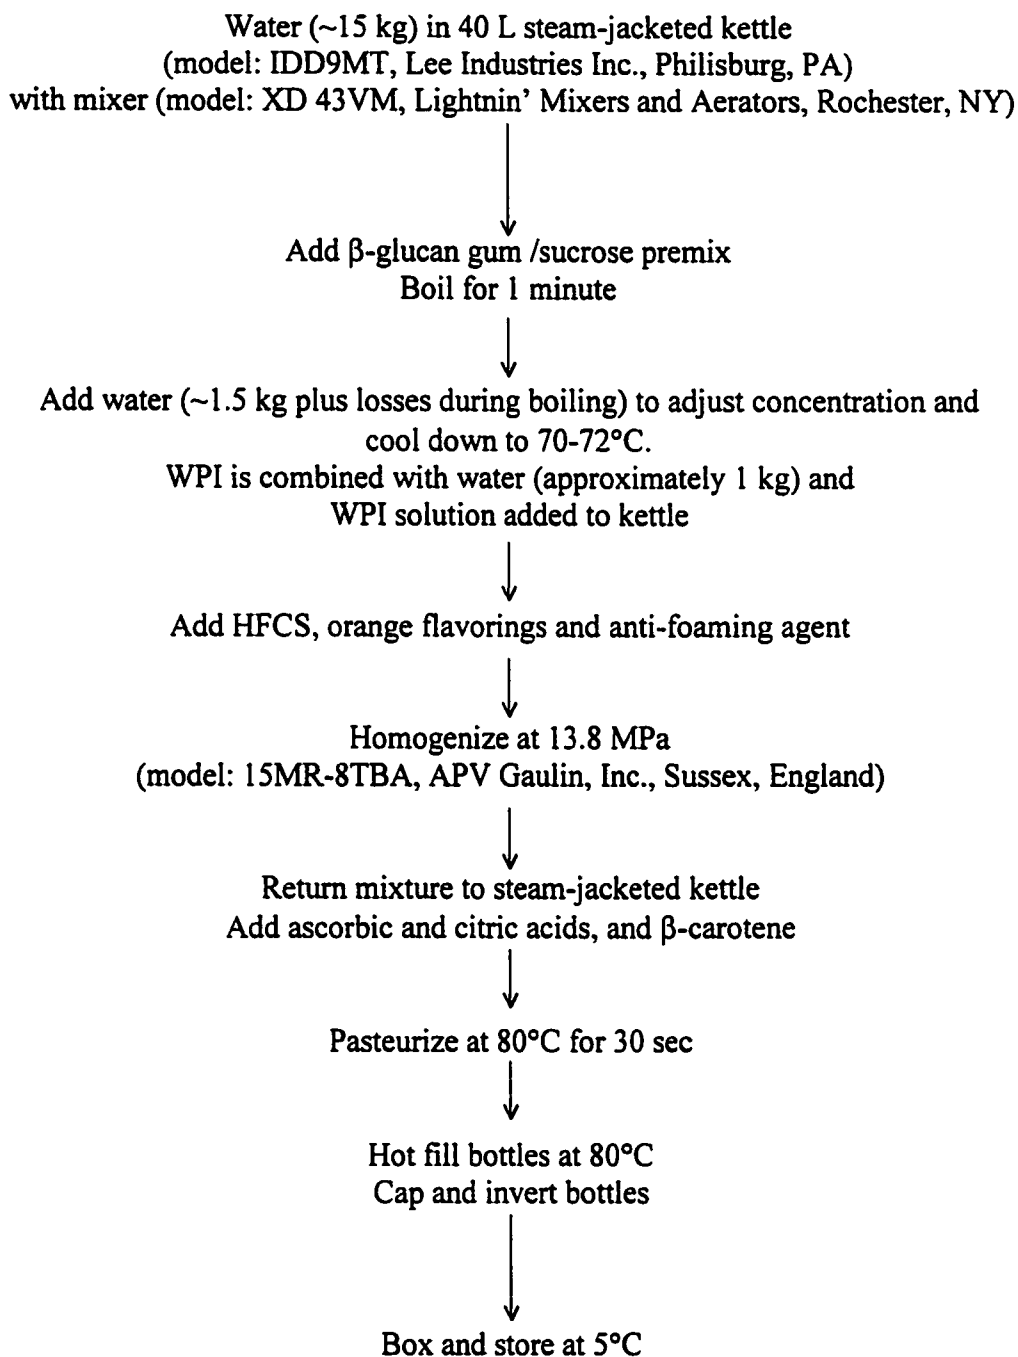 Water (~15 kg) in 40 L steam-jacketed kettle
(model: IDD9MT, Lee Industries Inc., Philisburg, PA)
with mixer (model: XD 43VM, Lightnin' Mixers and Aerators, Rochester, NY)
Add β-glucan gum /sucrose premix
Boil for 1 minute
Add water (~1.5 kg plus losses during boiling) to adjust concentration and
cool down to 70-72°C.
WPI is combined with water (approximately 1 kg) and
WPI solution added to kettle
Add HFCS, orange flavorings and anti-foaming agent
Homogenize at 13.8 MPa
(model: 15MR-8TBA, APV Gaulin, Inc., Sussex, England)
Return mixture to steam-jacketed kettle
Add ascorbic and citric acids, and β-carotene
Pasteurize at 80°C for 30 sec
Hot fill bottles at 80°C
Cap and invert bottles
Box and store at 5°C